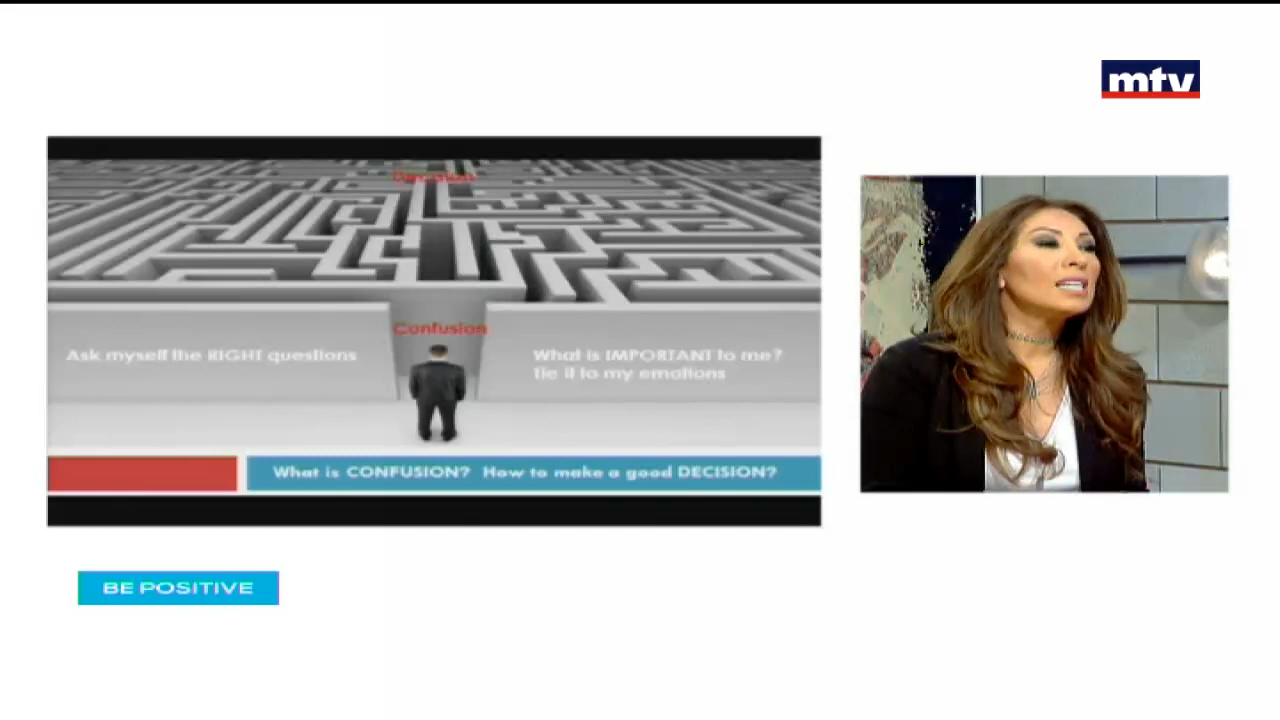 mtv
Decision
Confusion
Ask myself the RIGHT questions
What is IMPORTANT to me?
Tie it to my emotions
What is CONFUSION? How to make a good DECISION?
BE POSITIVE